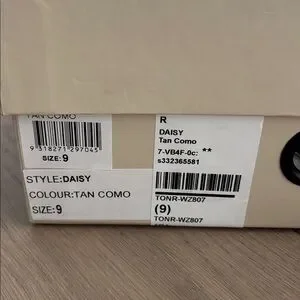 TAN COMO
9 318271 297045
SIZE: 9
STYLE:DAISY
COLOUR:TAN COMO
SIZE:9
R
DAISY
Tan Como
7-VB4F-0c: **
s332365581
TONR-WZ807
(9)
TONR-WZ807